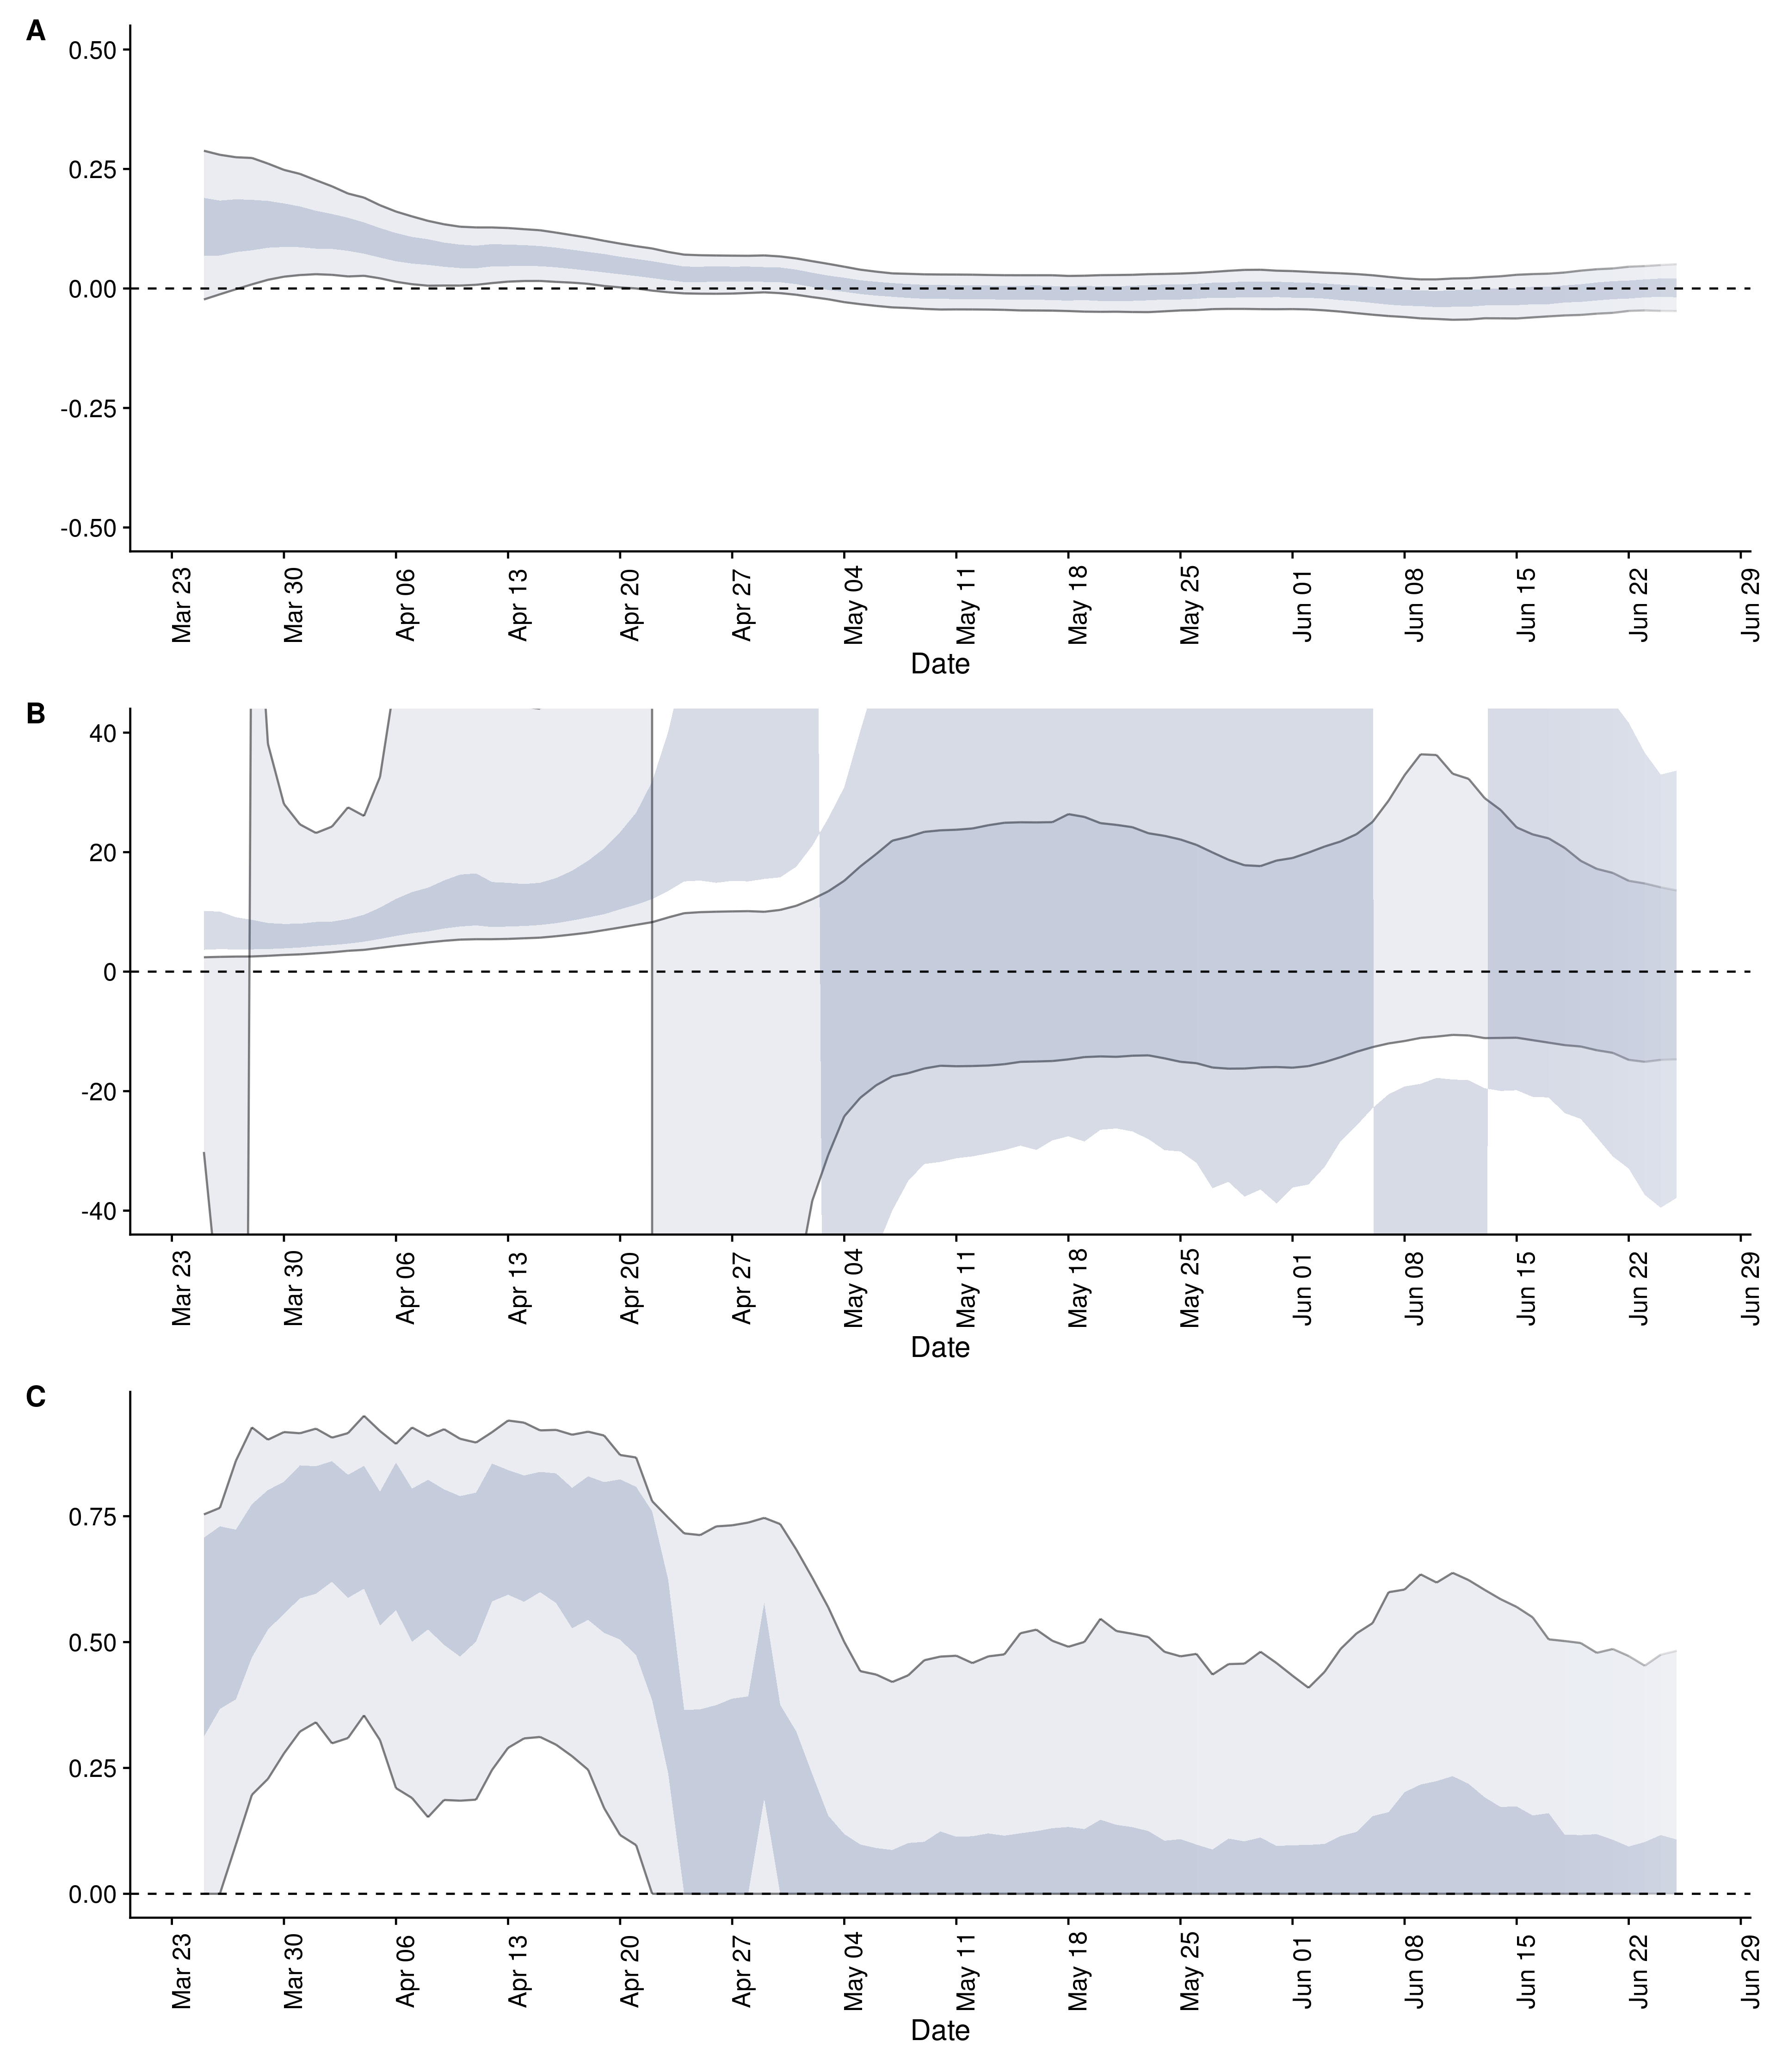 A
0.50
0.25
0.00
-0.25
-0.50
Mar 23
Mar 30
Apr 06
Apr 13
Apr 20
Apr 27
May 04
May 11
May 18
May 25
Jun 01
Jun 08
Jun 15
Jun 22
Jun 29
Date
B
40
20
0
-20
-40
Mar 23
Mar 30
Apr 06
Apr 13
Apr 20
Apr 27
May 04
May 11
May 18
May 25
Jun 01
Jun 08
Jun 15
Jun 22
Jun 29
Date
C
0.75
0.50
0.25
0.00
Mar 23
Mar 30
Apr 06
Apr 13
Apr 20
Apr 27
May 04
May 11
May 18
May 25
Jun 01
Jun 08
Jun 15
Jun 22
Jun 29
Date